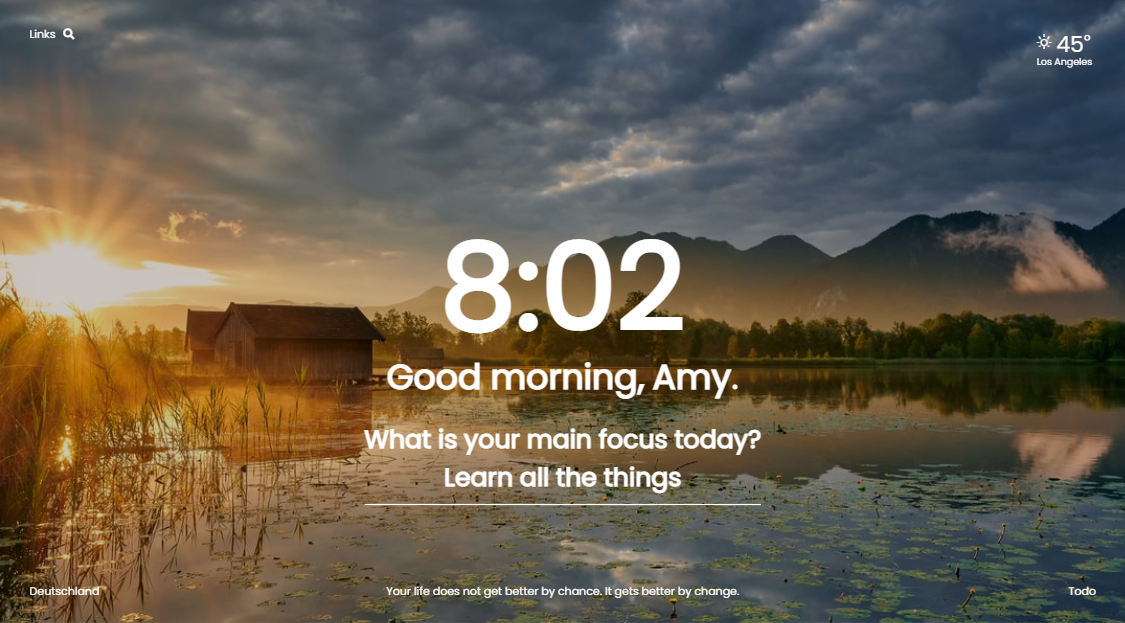 Links
45°
Los Angeles
8:02
Good morning, Amy.
What is your main focus today?
Learn all the things
Deutschland
Your life does not get better by chance. It gets better by change.
Todo